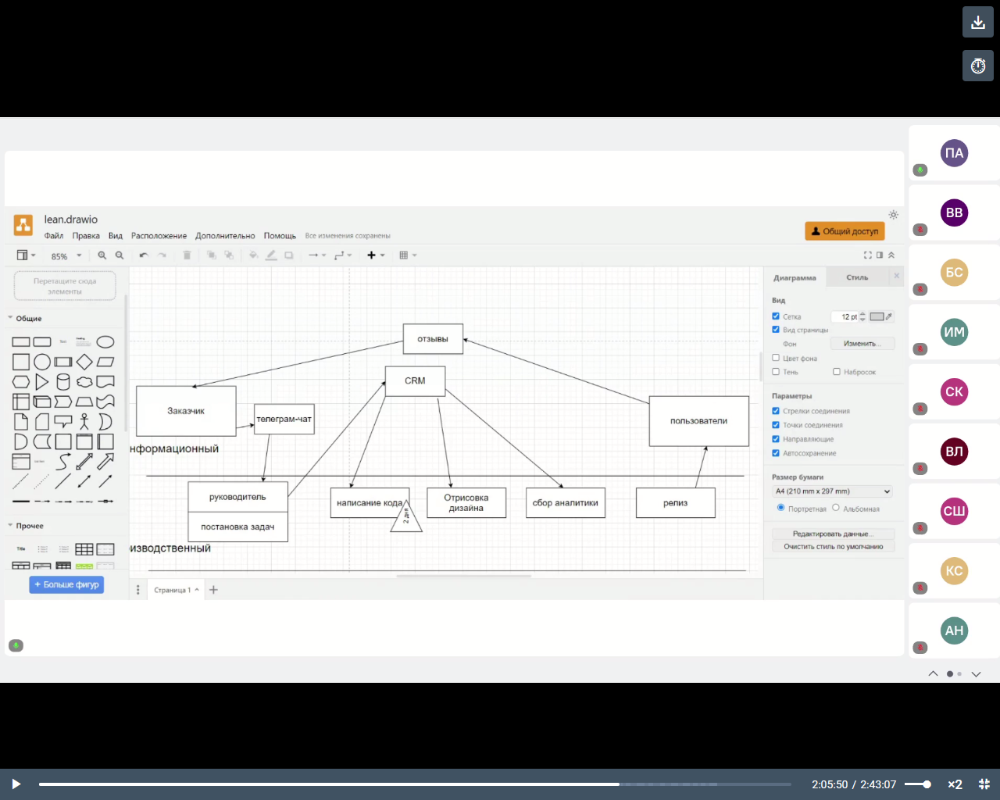 lean.drawio
Файл Правка Вид Расположение Дополнительно Помощь Все изменения сохранены
Общий доступ
85%
Перетащите сюда
элементы
Общие
Прочее
+ Больше фигур
отзывы
CRM
Заказчик
телеграм-чат
пользователи
нформационный
руководитель
постановка задач
написание кода
2 дня
Отрисовка
дизайна
сбор аналитики
релиз
изводственный
Страница 1
Диаграмма Стиль
Вид
Сетка 12 pt
Вид страницы
Фон Изменить...
Цвет фона
Тень Набросок
Параметры
Стрелки соединения
Точки соединения
Направляющие
Автосохранение
Размер бумаги
A4 (210 mm x 297 mm)
Портретная Альбомная
Редактировать данные...
Очистить стиль по умолчанию
ПА
ВВ
БС
ИМ
СК
ВЛ
СШ
КС
АН
2:05:50 / 2:43:07 ×2